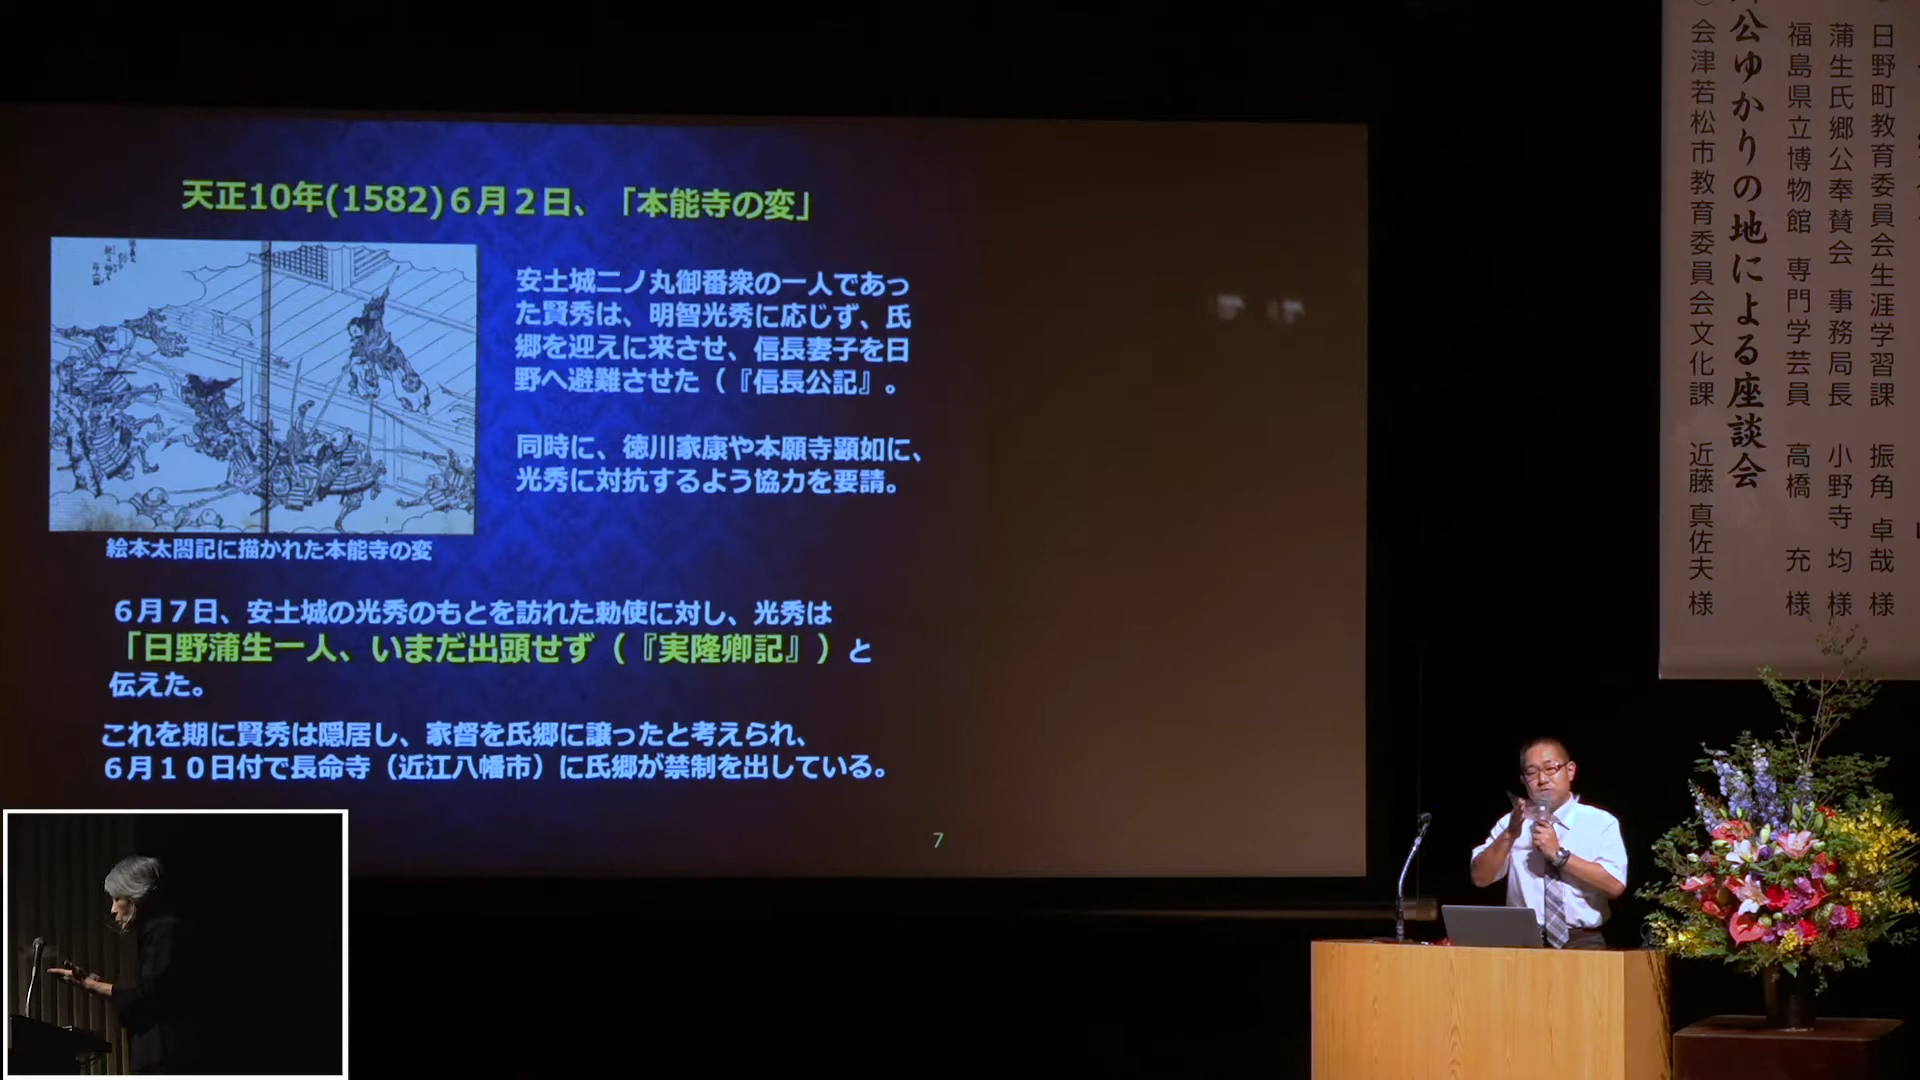 天正10年(1582)６月２日、「本能寺の変」
安土城二ノ丸御番衆の一人であっ
た賢秀は、明智光秀に応じず、氏
郷を迎えに来させ、信長妻子を日
野へ避難させた（『信長公記』。
同時に、徳川家康や本願寺顕如に、
光秀に対抗するよう協力を要請。
絵本太閤記に描かれた本能寺の変
６月７日、安土城の光秀のもとを訪れた勅使に対し、光秀は
「日野蒲生一人、いまだ出頭せず（『実隆卿記』）と
伝えた。
これを期に賢秀は隠居し、家督を氏郷に譲ったと考えられ、
６月１０日付で長命寺（近江八幡市）に氏郷が禁制を出している。
7
日野町教育委員会生涯学習課 振角 卓哉 様
蒲生氏郷公奉賛会 事務局長 小野寺 均 様
福島県立博物館 専門学芸員 高橋 充 様
公ゆかりの地による座談会
会津若松市教育委員会文化課 近藤 真佐夫 様